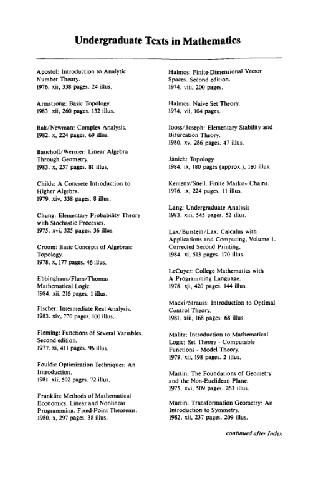 Undergraduate Texts in Mathematics
Apostol: Introduction to Analytic
Number Theory.
1976. xii, 338 pages. 24 illus.
Armstrong: Basic Topology.
1983. xii, 260 pages. 132 illus.
Bak/Newman: Complex Analysis.
1982. x, 224 pages. 69 illus.
Banchoff/Wermer: Linear Algebra
Through Geometry.
1983. x, 257 pages. 81 illus.
Childs: A Concrete Introduction to
Higher Algebra.
1979. xiv, 338 pages. 8 illus.
Chung: Elementary Probability Theory
with Stochastic Processes.
1975. xvi, 325 pages. 36 illus.
Croom: Basic Concepts of Algebraic
Topology.
1978. x, 177 pages. 46 illus.
Ebbinghaus/Flum/Thomas
Mathematical Logic.
1984. xii, 216 pages. 1 illus.
Fischer: Intermediate Real Analysis.
1983. xiv, 770 pages. 100 illus.
Fleming: Functions of Several Variables.
Second edition.
1977. xi, 411 pages. 96 illus.
Foulds: Optimization Techniques: An
Introduction.
1981. xii, 502 pages. 72 illus.
Franklin: Methods of Mathematical
Economics. Linear and Nonlinear
Programming. Fixed-Point Theorems.
1980. x, 297 pages. 38 illus.
Halmos: Finite-Dimensional Vector
Spaces. Second edition.
1974. viii, 200 pages.
Halmos: Naive Set Theory.
1974, vii, 104 pages.
Iooss/Joseph: Elementary Stability and
Bifurcation Theory.
1980. xv, 286 pages. 47 illus.
Jänich: Topology
1984. ix, 180 pages (approx.). 180 illus.
Kemeny/Snell: Finite Markov Chains.
1976. ix, 224 pages. 11 illus.
Lang: Undergraduate Analysis
1983. xiii, 545 pages. 52 illus.
Lax/Burstein/Lax: Calculus with
Applications and Computing, Volume 1.
Corrected Second Printing.
1984. xi, 513 pages. 170 illus.
LeCuyer: College Mathematics with
A Programming Language.
1978. xii, 420 pages. 144 illus.
Macki/Strauss: Introduction to Optimal
Control Theory.
1981. xiii, 168 pages. 68 illus.
Malitz: Introduction to Mathematical
Logic: Set Theory - Computable
Functions - Model Theory.
1979. xii, 198 pages. 2 illus.
Martin: The Foundations of Geometry
and the Non-Euclidean Plane.
1975. xvi, 509 pages. 263 illus.
Martin: Transformation Geometry: An
Introduction to Symmetry.
1982. xii, 237 pages. 209 illus.
continued after Index